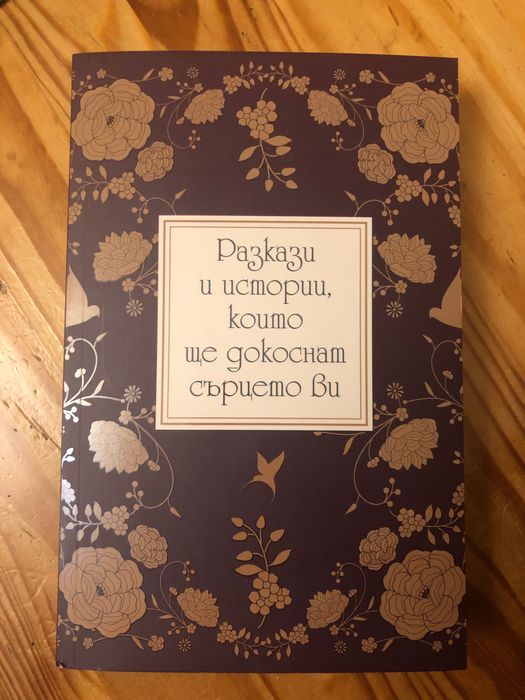 Разкази
и истории,
които
ще докоснат
сърцето ви